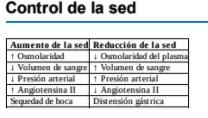 Control de la sed
Aumento de la sed Reducción de la sed
↑ Osmolaridad ↓ Osmolaridad del plasma
↓ Volumen de sangre ↑ Volumen de sangre
↓ Presión arterial ↑ Presión arterial
↑ Angiotensina II ↓ Angiotensina II
Sequedad de boca Distensión gástrica